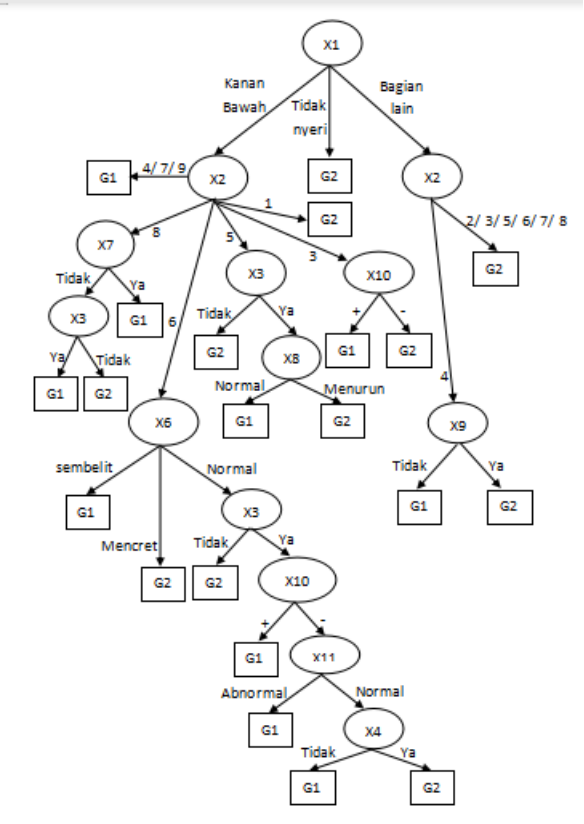 X1
Kanan
Bawah
Tidak
nyeri
Bagian
lain
G1
4/ 7/ 9
X2
G2
X2
1
G2
2/ 3/ 5/ 6/ 7/ 8
G2
X7
8
5
3
X3
X10
Tidak
Ya
X3
G1
6
Tidak
Ya
+
-
G2
X8
G1
G2
Ya
Tidak
G1
G2
Normal
Menurun
G1
G2
4
X6
X9
sembelit
Normal
Tidak
Ya
G1
X3
G1
G2
Mencret
Tidak
Ya
G2
G2
X10
+
-
G1
X11
Abnormal
Normal
G1
X4
Tidak
Ya
G1
G2